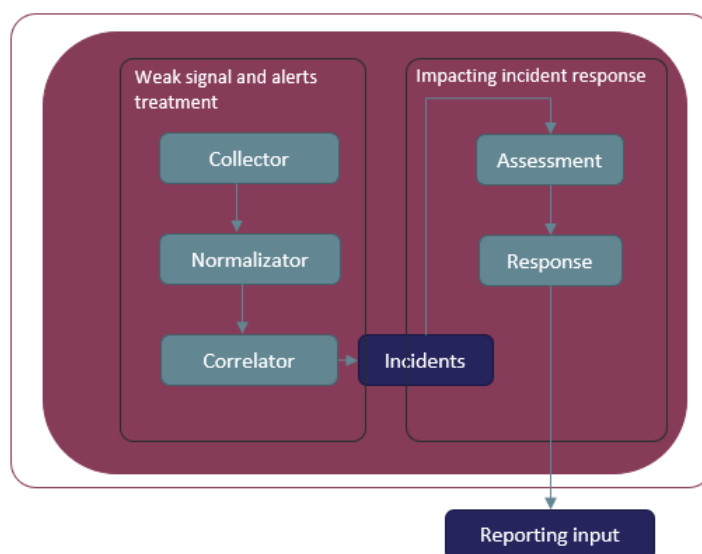 Weak signal and alerts
treatment
Collector
Normalizator
Correlator
Incidents
Impacting incident response
Assessment
Response
Reporting input